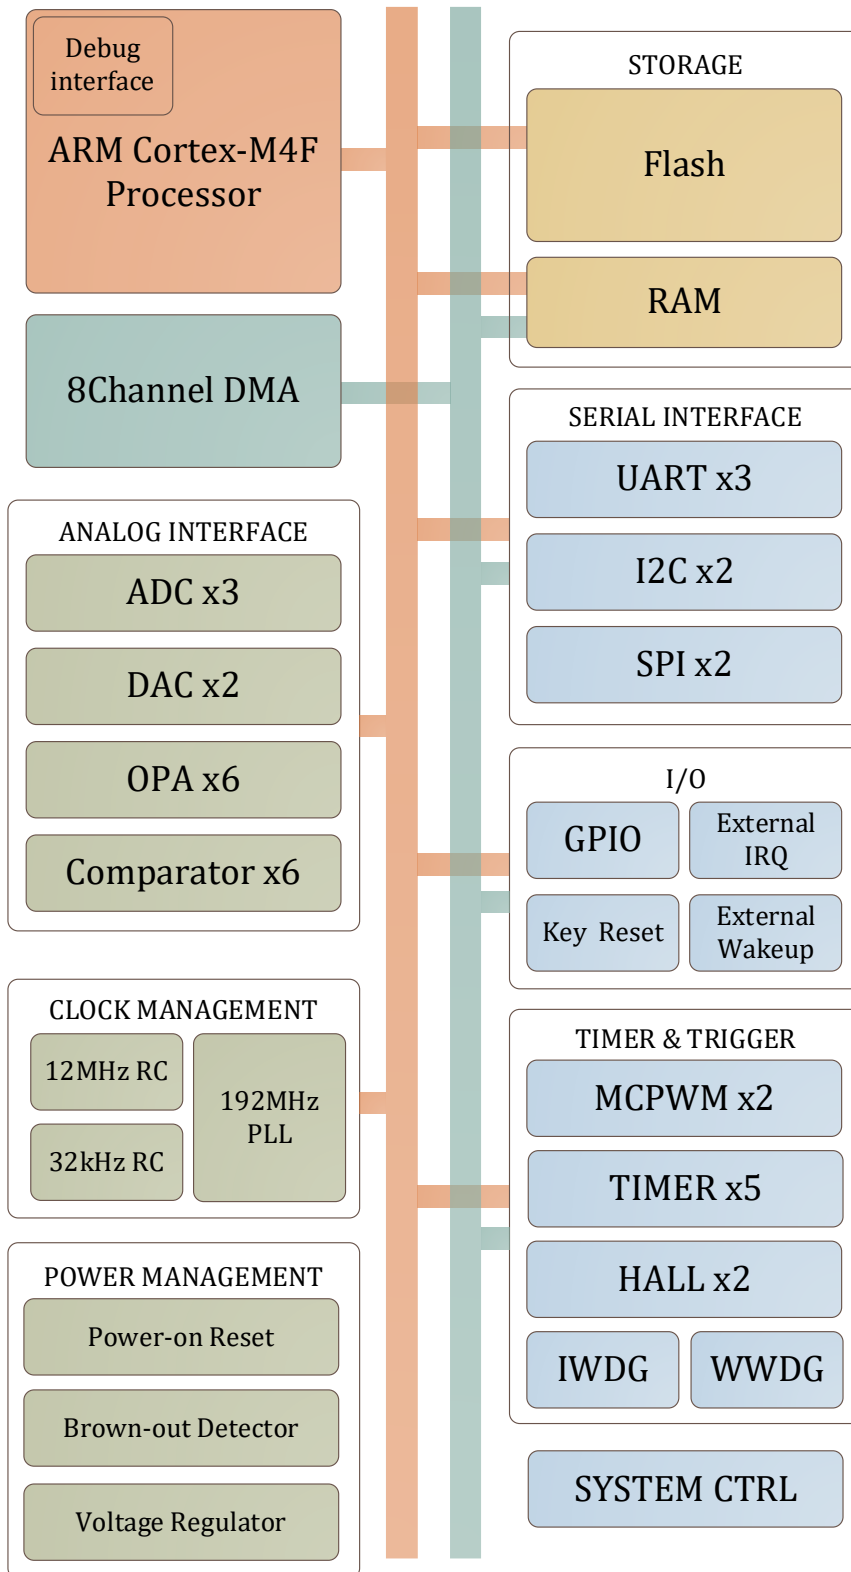 Debug
interface
ARM Cortex-M4F
Processor
8Channel DMA
ANALOG INTERFACE
ADC x3
DAC x2
OPA x6
Comparator x6
CLOCK MANAGEMENT
12MHz RC
32kHz RC
192MHz
PLL
POWER MANAGEMENT
Power-on Reset
Brown-out Detector
Voltage Regulator
STORAGE
Flash
RAM
SERIAL INTERFACE
UART x3
I2C x2
SPI x2
I/O
GPIO
External
IRQ
Key Reset
External
Wakeup
TIMER & TRIGGER
MCPWM x2
TIMER x5
HALL x2
IWDG
WWDG
SYSTEM CTRL